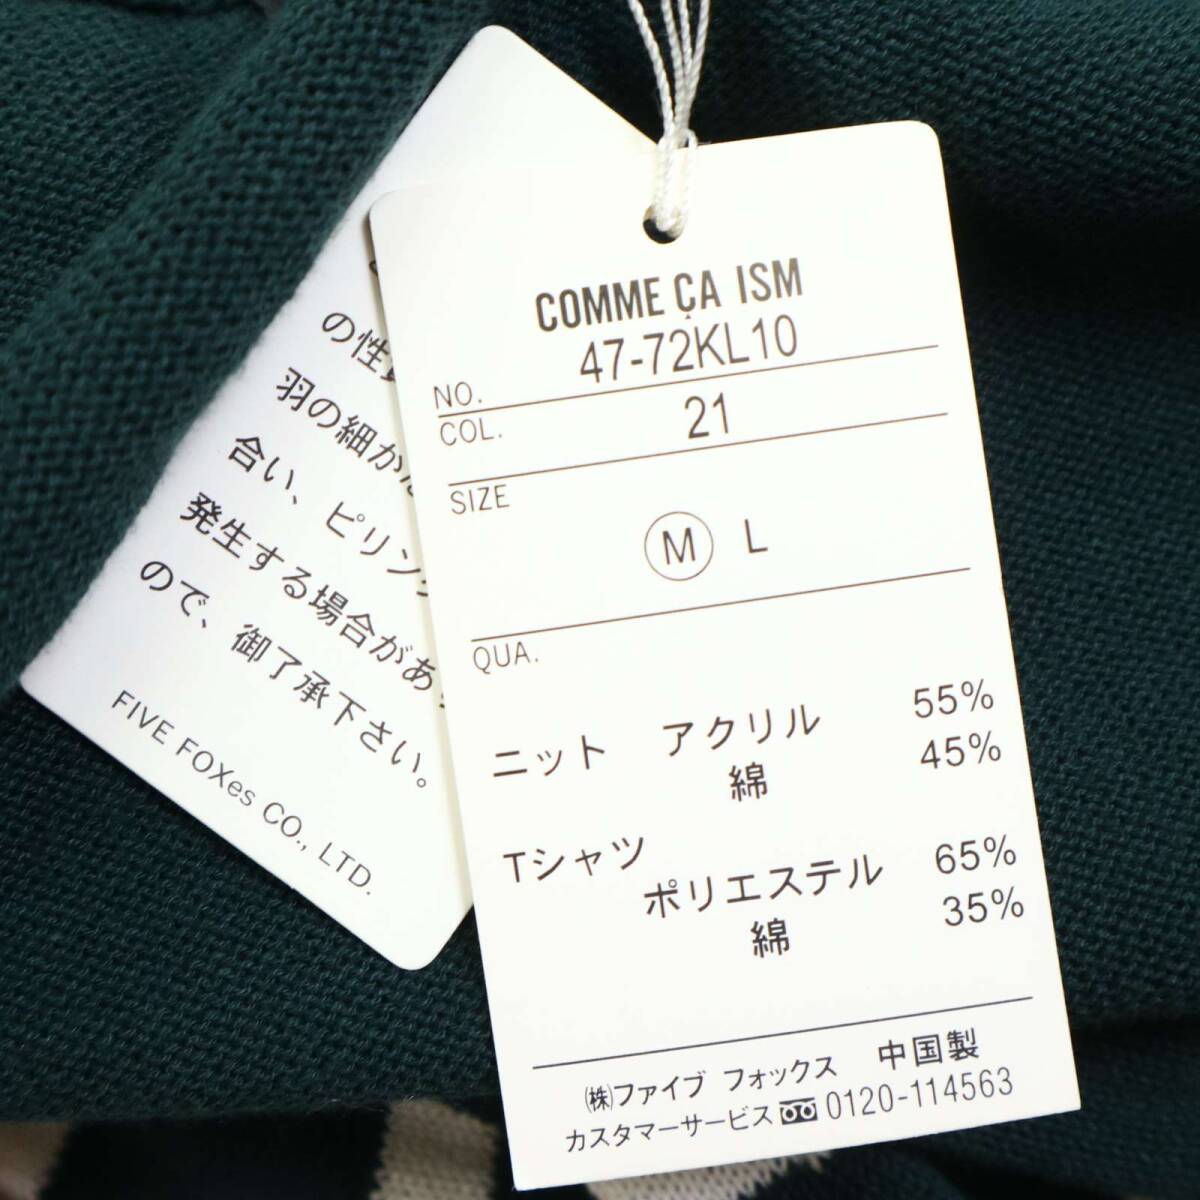 COMME ÇA ISM
NO. 47-72KL10
COL. 21
SIZE
M L
QUA.
ニット アクリル 55%
綿 45%
Tシャツ
ポリエステル 65%
綿 35%
(株)ファイブ フォックス 中国製
カスタマーサービス 0120-114563
の性
羽の細か
合い、ピリン
発生する場合があ
ので、御了承下さい。
FIVE FOXes CO., LTD.